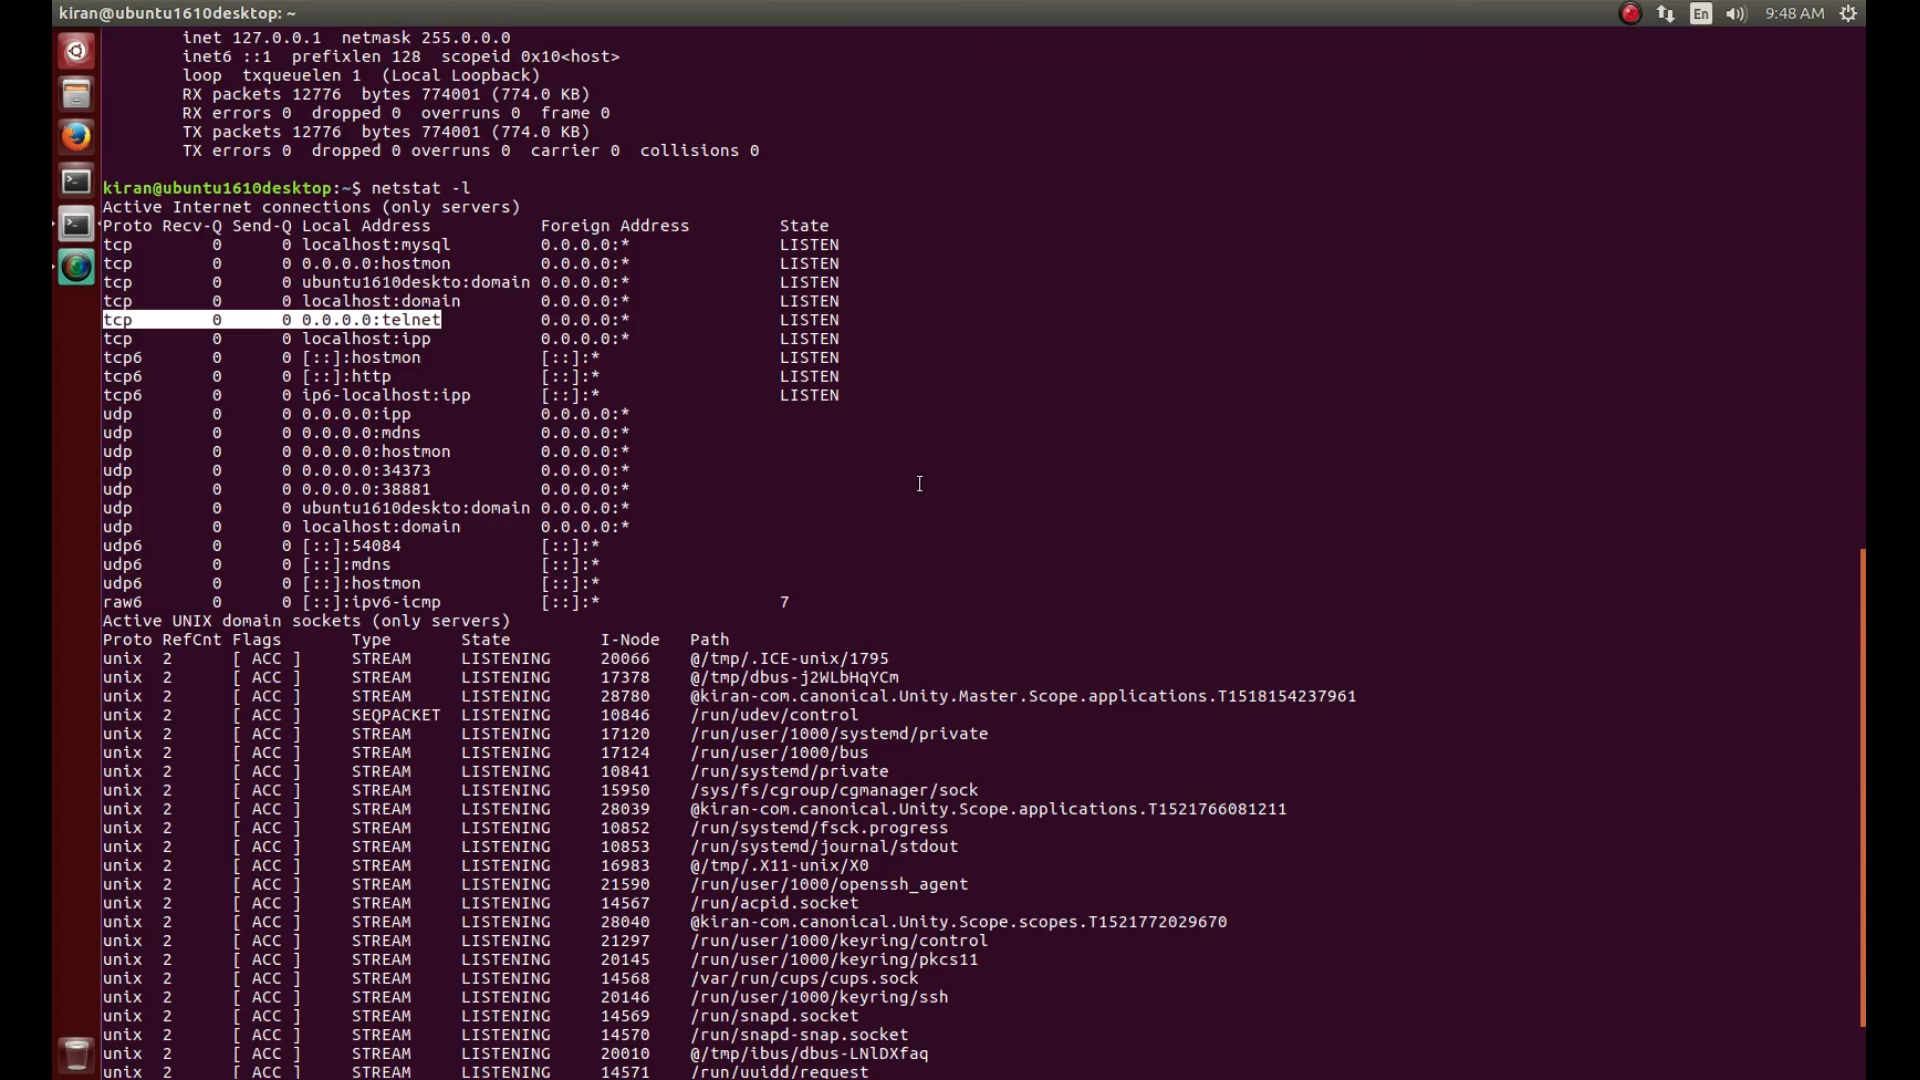 kiran@ubuntu1610desktop: ~
En
9:48 AM
inet 127.0.0.1  netmask 255.0.0.0
inet6 ::1  prefixlen 128  scopeid 0x10<host>
loop  txqueuelen 1  (Local Loopback)
RX packets 12776  bytes 774001 (774.0 KB)
RX errors 0  dropped 0  overruns 0  frame 0
TX packets 12776  bytes 774001 (774.0 KB)
TX errors 0  dropped 0 overruns 0  carrier 0  collisions 0
kiran@ubuntu1610desktop:~$ netstat -l
Active Internet connections (only servers)
Proto Recv-Q Send-Q Local Address           Foreign Address         State
tcp        0      0 localhost:mysql         0.0.0.0:*               LISTEN
tcp        0      0 0.0.0.0:hostmon         0.0.0.0:*               LISTEN
tcp        0      0 ubuntu1610deskto:domain 0.0.0.0:*               LISTEN
tcp        0      0 localhost:domain        0.0.0.0:*               LISTEN
tcp        0      0 0.0.0.0:telnet          0.0.0.0:*               LISTEN
tcp        0      0 localhost:ipp           0.0.0.0:*               LISTEN
tcp6       0      0 [::]:hostmon            [::]:*                  LISTEN
tcp6       0      0 [::]:http               [::]:*                  LISTEN
tcp6       0      0 ip6-localhost:ipp       [::]:*                  LISTEN
udp        0      0 0.0.0.0:ipp             0.0.0.0:*
udp        0      0 0.0.0.0:mdns            0.0.0.0:*
udp        0      0 0.0.0.0:hostmon         0.0.0.0:*
udp        0      0 0.0.0.0:34373           0.0.0.0:*
udp        0      0 0.0.0.0:38881           0.0.0.0:*
udp        0      0 ubuntu1610deskto:domain 0.0.0.0:*
udp        0      0 localhost:domain        0.0.0.0:*
udp6       0      0 [::]:54084              [::]:*
udp6       0      0 [::]:mdns               [::]:*
udp6       0      0 [::]:hostmon            [::]:*
raw6       0      0 [::]:ipv6-icmp          [::]:*                  7
Active UNIX domain sockets (only servers)
Proto RefCnt Flags       Type       State         I-Node   Path
unix  2      [ ACC ]     STREAM     LISTENING     20066    @/tmp/.ICE-unix/1795
unix  2      [ ACC ]     STREAM     LISTENING     17378    @/tmp/dbus-j2WLbHqYCm
unix  2      [ ACC ]     STREAM     LISTENING     28780    @kiran-com.canonical.Unity.Master.Scope.applications.T1518154237961
unix  2      [ ACC ]     SEQPACKET  LISTENING     10846    /run/udev/control
unix  2      [ ACC ]     STREAM     LISTENING     17120    /run/user/1000/systemd/private
unix  2      [ ACC ]     STREAM     LISTENING     17124    /run/user/1000/bus
unix  2      [ ACC ]     STREAM     LISTENING     10841    /run/systemd/private
unix  2      [ ACC ]     STREAM     LISTENING     15950    /sys/fs/cgroup/cgmanager/sock
unix  2      [ ACC ]     STREAM     LISTENING     28039    @kiran-com.canonical.Unity.Scope.applications.T1521766081211
unix  2      [ ACC ]     STREAM     LISTENING     10852    /run/systemd/fsck.progress
unix  2      [ ACC ]     STREAM     LISTENING     10853    /run/systemd/journal/stdout
unix  2      [ ACC ]     STREAM     LISTENING     16983    @/tmp/.X11-unix/X0
unix  2      [ ACC ]     STREAM     LISTENING     21590    /run/user/1000/openssh_agent
unix  2      [ ACC ]     STREAM     LISTENING     14567    /run/acpid.socket
unix  2      [ ACC ]     STREAM     LISTENING     28040    @kiran-com.canonical.Unity.Scope.scopes.T1521772029670
unix  2      [ ACC ]     STREAM     LISTENING     21297    /run/user/1000/keyring/control
unix  2      [ ACC ]     STREAM     LISTENING     20145    /run/user/1000/keyring/pkcs11
unix  2      [ ACC ]     STREAM     LISTENING     14568    /var/run/cups/cups.sock
unix  2      [ ACC ]     STREAM     LISTENING     20146    /run/user/1000/keyring/ssh
unix  2      [ ACC ]     STREAM     LISTENING     14569    /run/snapd.socket
unix  2      [ ACC ]     STREAM     LISTENING     14570    /run/snapd-snap.socket
unix  2      [ ACC ]     STREAM     LISTENING     20010    @/tmp/ibus/dbus-LNlDXfaq
unix  2      [ ACC ]     STREAM     LISTENING     14571    /run/uuidd/request